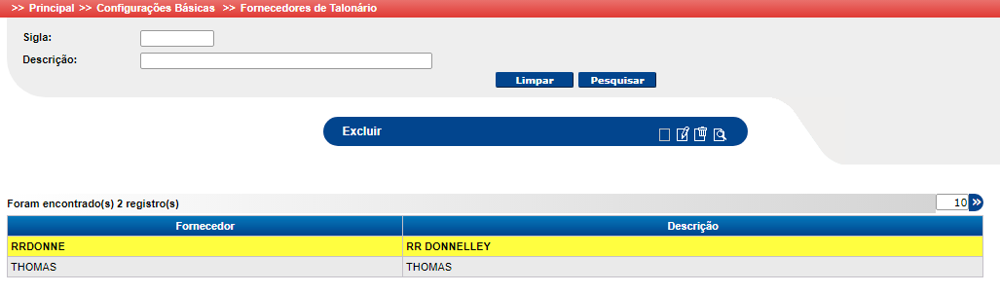 >> Principal >> Configurações Básicas >> Fornecedores de Talonário
Sigla:
Descrição:
Limpar Pesquisar
Excluir
Foram encontrado(s) 2 registro(s) 10 »
Fornecedor Descrição
RRDONNE RR DONNELLEY
THOMAS THOMAS